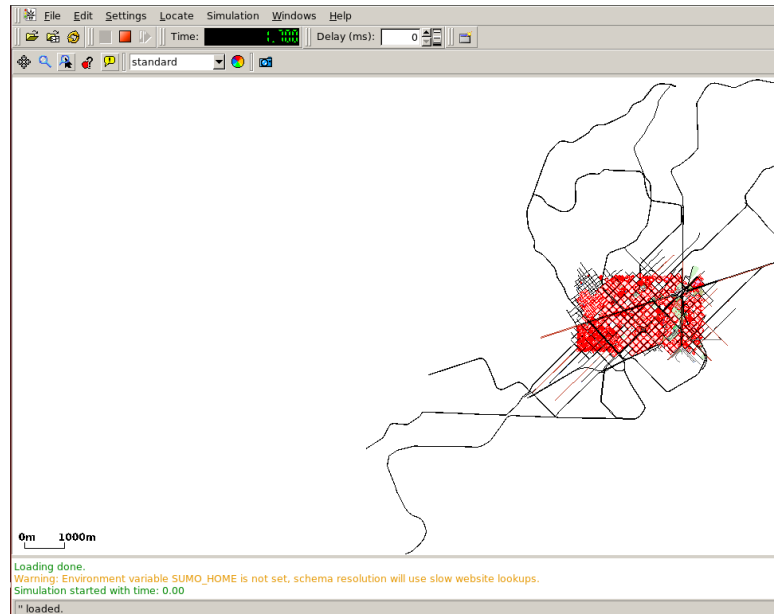 File Edit Settings Locate Simulation Windows Help
Time: Delay (ms): 0
standard
0m 1000m
Loading done.
Warning: Environment variable SUMO_HOME is not set, schema resolution will use slow website lookups.
Simulation started with time: 0.00
'' loaded.